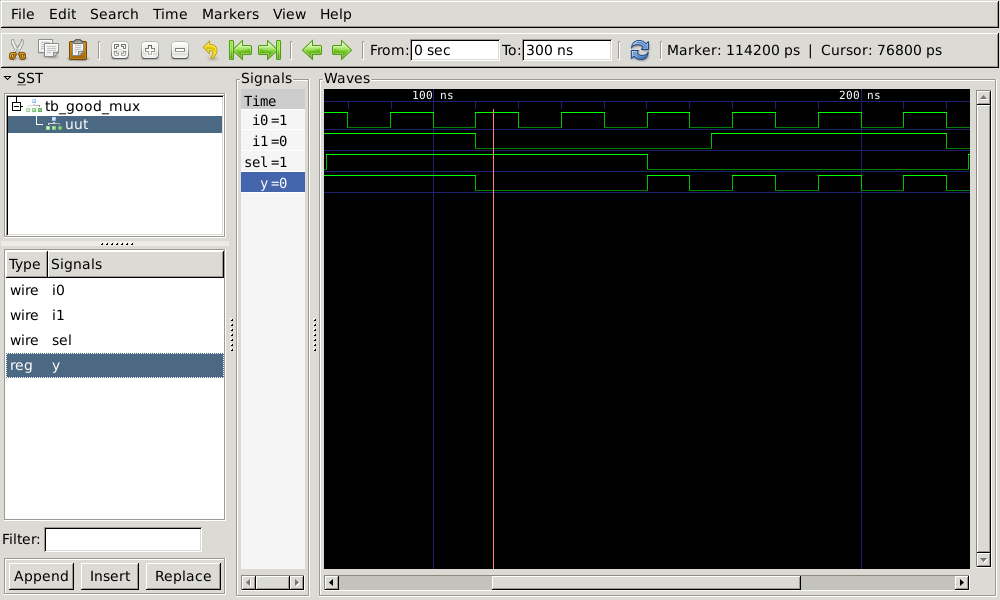 File Edit Search Time Markers View Help
From: 0 sec To: 300 ns Marker: 114200 ps | Cursor: 76800 ps
SST
tb_good_mux
uut
Type Signals
wire i0
wire i1
wire sel
reg y
Filter:
Append Insert Replace
Signals
Time
i0=1
i1=0
sel=1
y=0
Waves
100 ns 200 ns